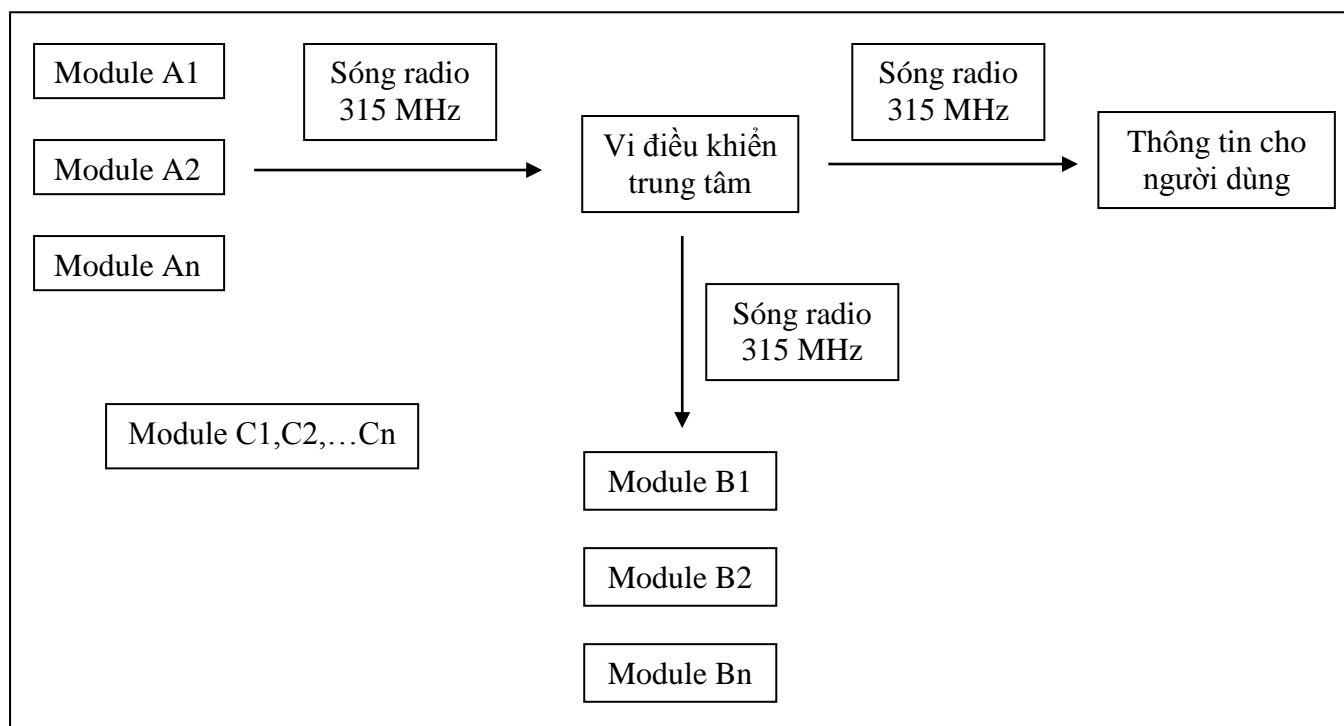 Module A1
Sóng radio
315 MHz
Sóng radio
315 MHz
Module A2
Vi điều khiển
trung tâm
Thông tin cho
người dùng
Module An
Sóng radio
315 MHz
Module C1,C2,…Cn
Module B1
Module B2
Module Bn